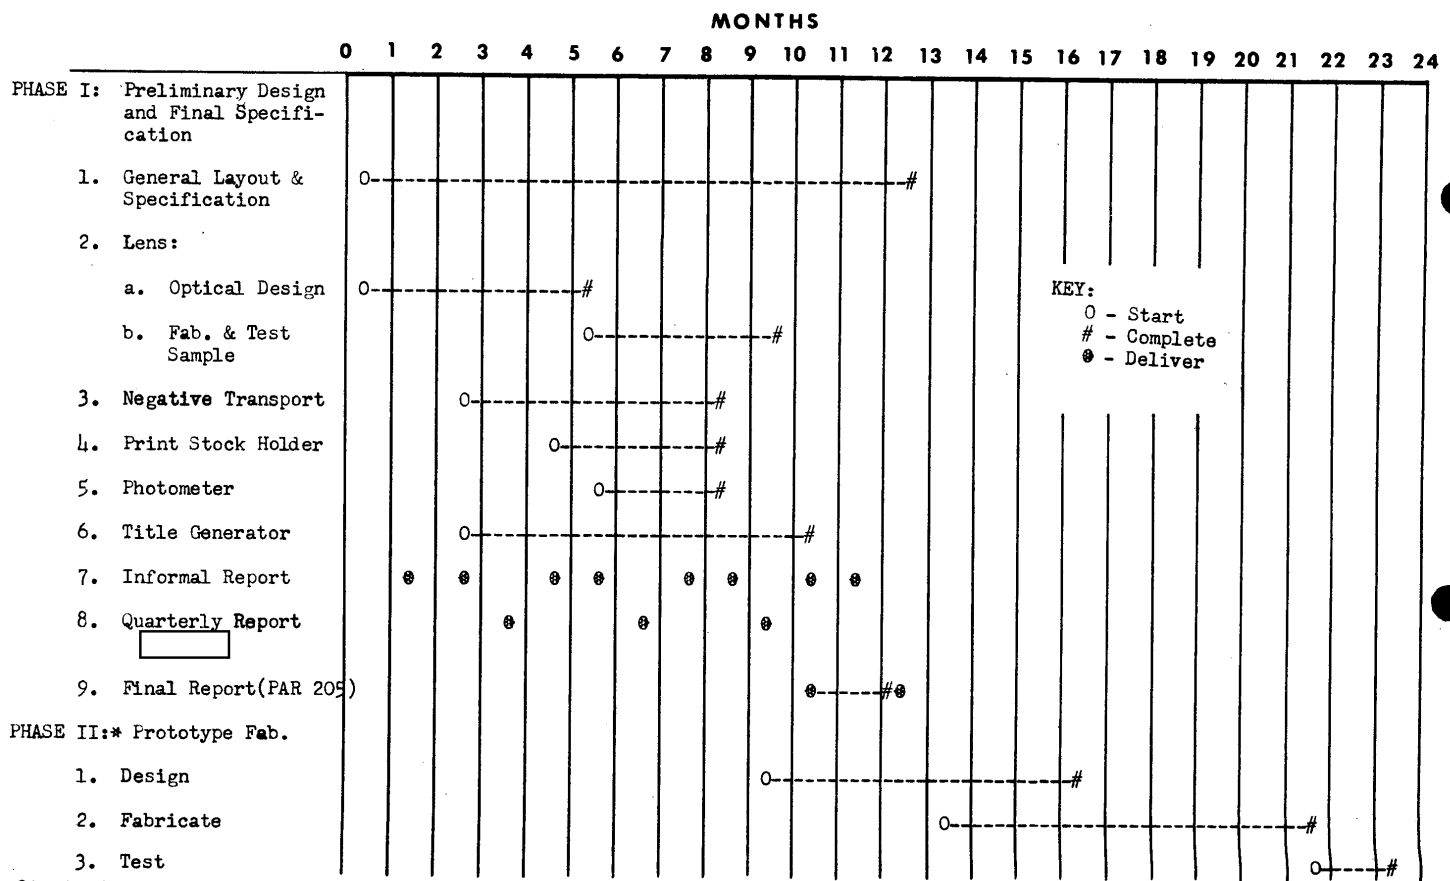 MONTHS
0 1 2 3 4 5 6 7 8 9 10 11 12 13 14 15 16 17 18 19 20 21 22 23 24
PHASE I: Preliminary Design
and Final Specifi-
cation
1. General Layout &
Specification
O-----------------------#
2. Lens:
a. Optical Design O-----------------------#
b. Fab. & Test
Sample
O-----------------------#
KEY:
O - Start
# - Complete
● - Deliver
3. Negative Transport O-----------------------#
4. Print Stock Holder O-----------------------#
5. Photometer O-----------------------#
6. Title Generator O-----------------------#
7. Informal Report ● ● ● ● ● ● ● ●
8. Quarterly Report ● ● ●
9. Final Report(PAR 205) ●-------#●
PHASE II:* Prototype Fab.
1. Design O-----------------------#
2. Fabricate O-----------------------#
3. Test O-------#